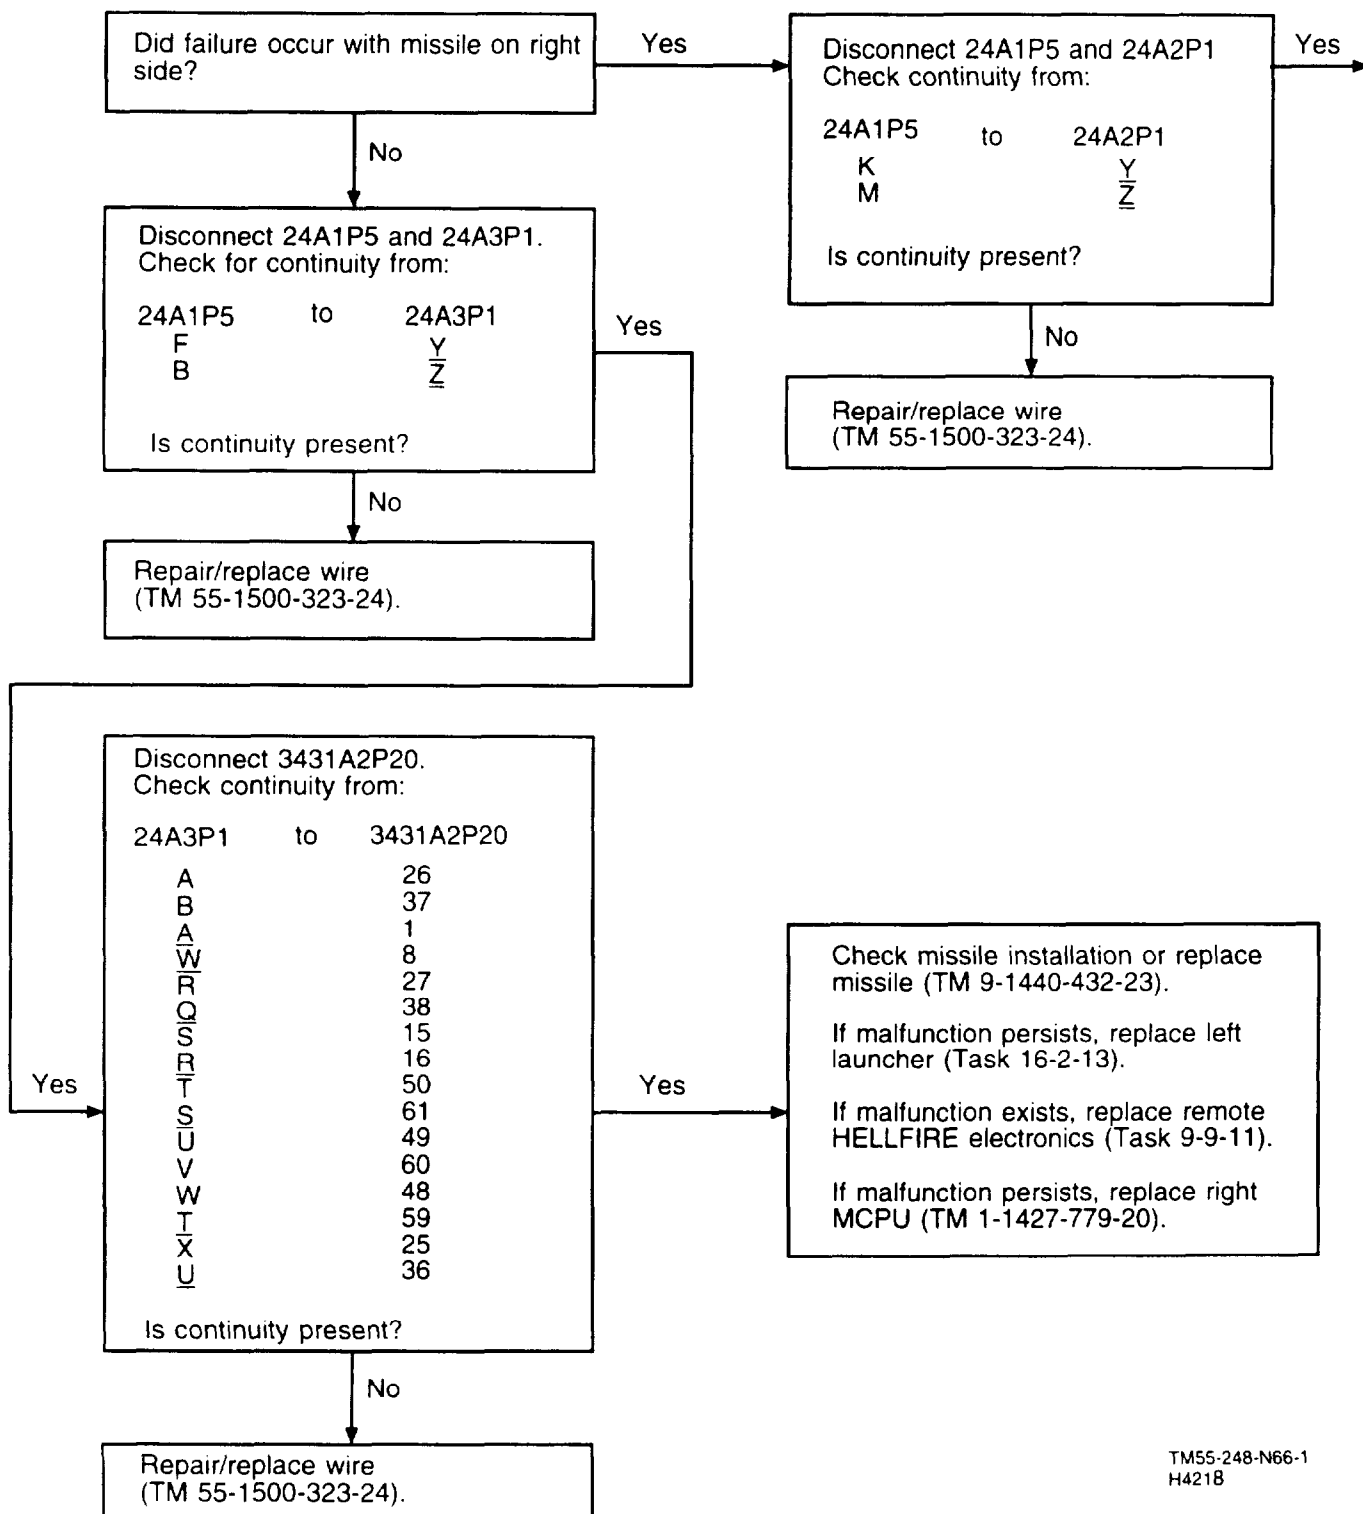 Did failure occur with missile on right
side?
Yes
No
Disconnect 24A1P5 and 24A2P1
Check continuity from:
24A1P5 to 24A2P1
K Y
M Z
Is continuity present?
Yes
No
Repair/replace wire
(TM 55-1500-323-24).
Disconnect 24A1P5 and 24A3P1.
Check for continuity from:
24A1P5 to 24A3P1
F Y
B Z
Is continuity present?
Yes
No
Repair/replace wire
(TM 55-1500-323-24).
Yes
Disconnect 3431A2P20.
Check continuity from:
24A3P1 to 3431A2P20
A 26
B 37
A 1
W 8
R 27
Q 38
S 15
R 16
T 50
S 61
U 49
V 60
W 48
T 59
X 25
U 36
Is continuity present?
Yes
No
Repair/replace wire
(TM 55-1500-323-24).
Check missile installation or replace
missile (TM 9-1440-432-23).
If malfunction persists, replace left
launcher (Task 16-2-13).
If malfunction exists, replace remote
HELLFIRE electronics (Task 9-9-11).
If malfunction persists, replace right
MCPU (TM 1-1427-779-20).
TM55-248-N66-1
H4218